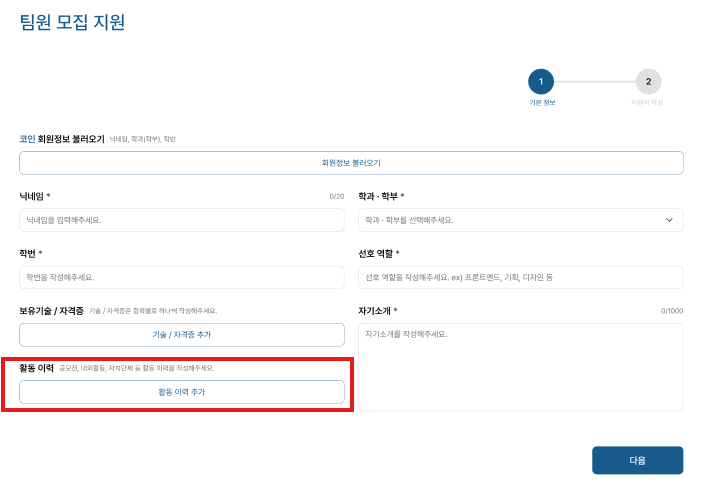 팀원 모집 지원
1
2
기본 정보
지원서 작성
코인 회원정보 불러오기 닉네임, 학과(학부), 학번
회원정보 불러오기
닉네임 *
0/20
닉네임을 입력해주세요.
학과 · 학부 *
학과 · 학부를 선택해주세요.
학번 *
학번을 작성해주세요.
선호 역할 *
선호 역할을 작성해주세요. ex) 프론트엔드, 기획, 디자인 등
보유기술 / 자격증 기술 / 자격증은 항목별로 하나씩 작성해주세요.
기술 / 자격증 추가
자기소개 *
0/1000
자기소개를 작성해주세요.
활동 이력 공모전, 대외활동, 자치단체 등 활동 이력을 작성해주세요.
활동 이력 추가
다음